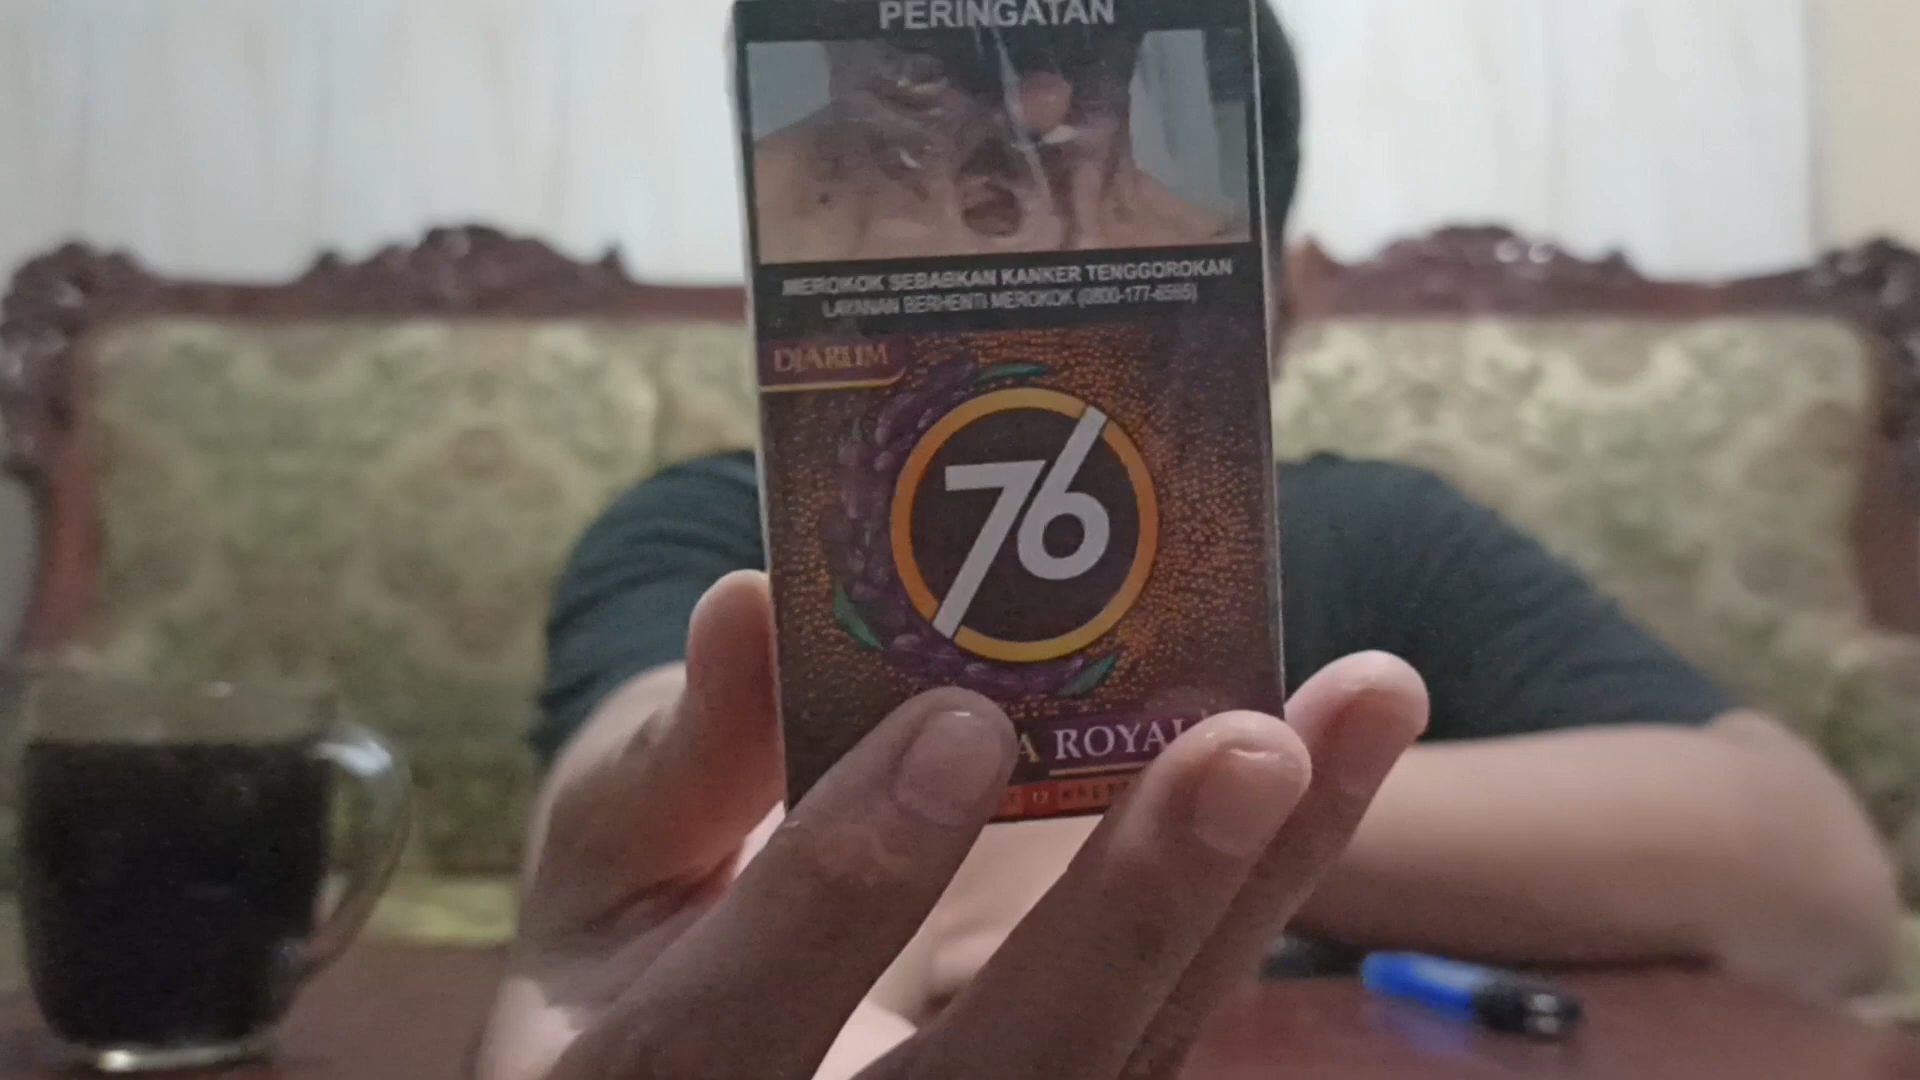 PERINGATAN
MEROKOK SEBABKAN KANKER TENGGOROKAN
LAYANAN BERHENTI MEROKOK (0800-177-6565)
DJARUM
76
ROYAL